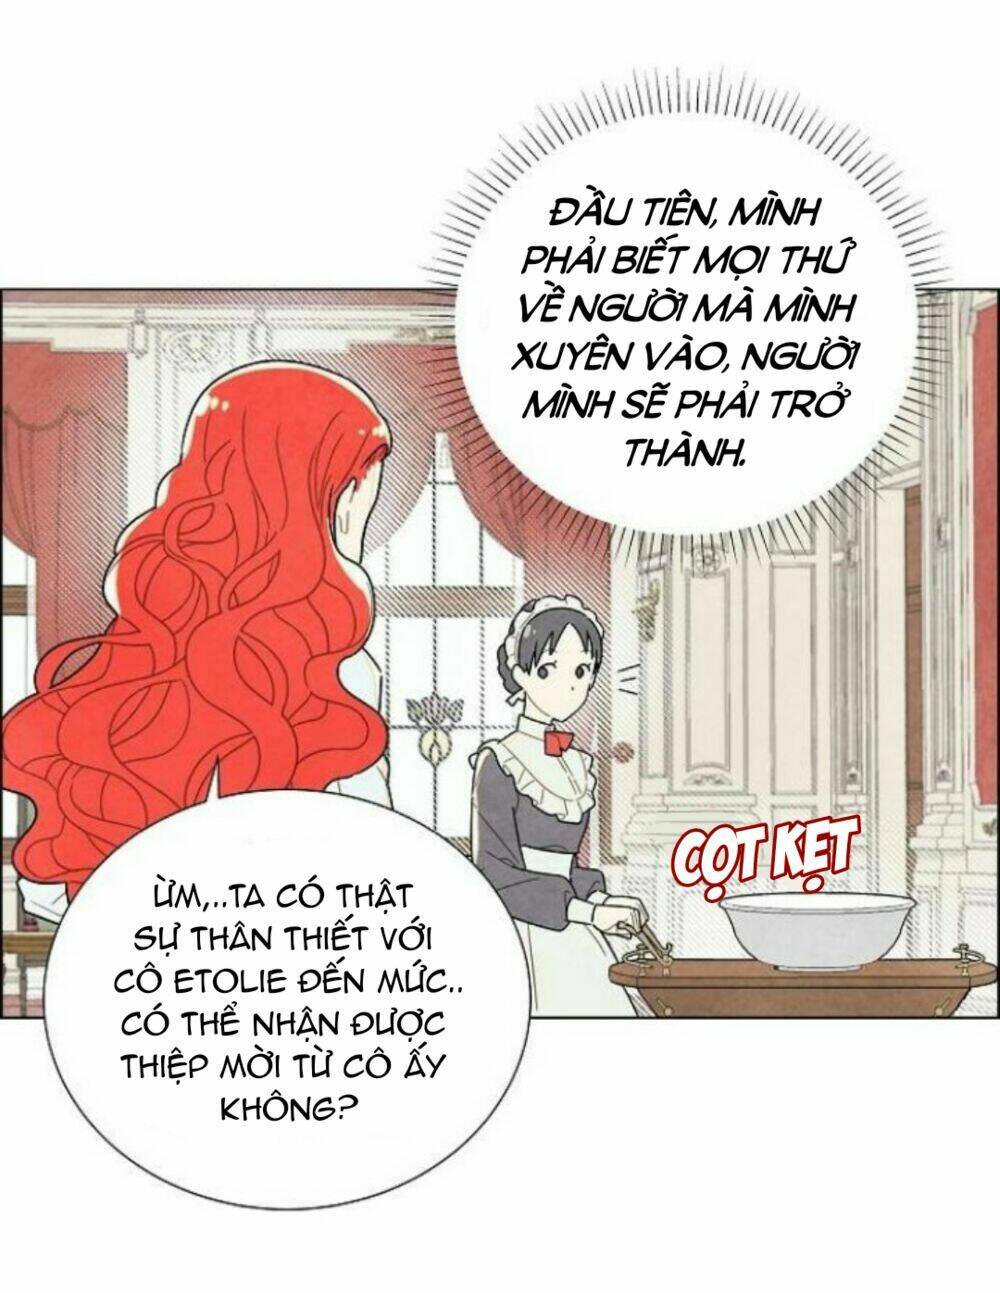 ĐẦU TIÊN, MÌNH
PHẢI BIẾT MỌI THỨ
VỀ NGƯỜI MÀ MÌNH
XUYÊN VÀO, NGƯỜI
MÌNH SẼ PHẢI TRỞ
THÀNH.
CỌT KẸT
ỪM,..TA CÓ THẬT
SỰ THÂN THIẾT VỚI
CÔ ETOLIE ĐẾN MỨC..
CÓ THỂ NHẬN ĐƯỢC
THIỆP MỜI TỪ CÔ ẤY
KHÔNG?